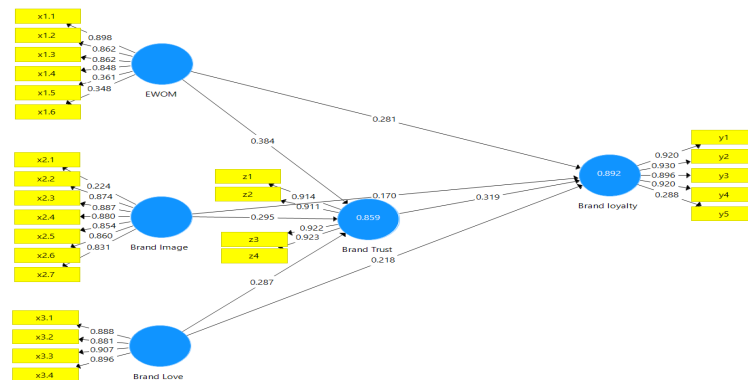 x1.1
x1.2
x1.3
x1.4
x1.5
x1.6
0.898
0.862
0.862
0.848
0.361
0.348
EWOM
0.281
0.384
x2.1
x2.2
x2.3
x2.4
x2.5
x2.6
x2.7
0.224
0.874
0.887
0.880
0.854
0.860
0.831
Brand Image
z1
z2
0.914
0.911
z3
z4
0.922
0.923
0.170
0.295
0.859
Brand Trust
0.319
0.218
0.287
0.892
Brand loyalty
0.920
0.930
0.896
0.920
0.288
y1
y2
y3
y4
y5
x3.1
x3.2
x3.3
x3.4
0.888
0.881
0.907
0.896
Brand Love